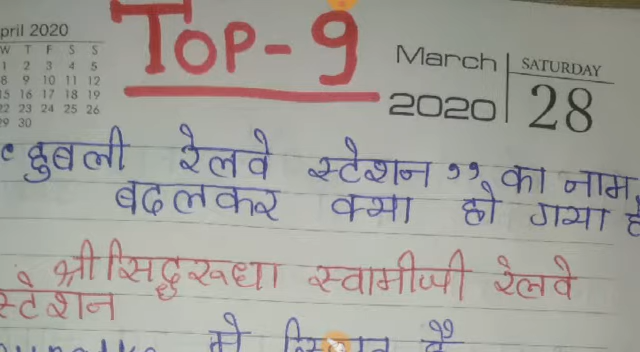 pril 2020
W T F S S
1 2 3 4 5
8 9 10 11 12
15 16 17 18 19
22 23 24 25 26
29 30
TOP-9
March 2020
SATURDAY 28
हुबली रेलवे स्टेशन ,, का नाम
बदलकर क्या हो गया है
श्री सिद्धुरुधा स्वामीजी रेलवे
स्टेशन